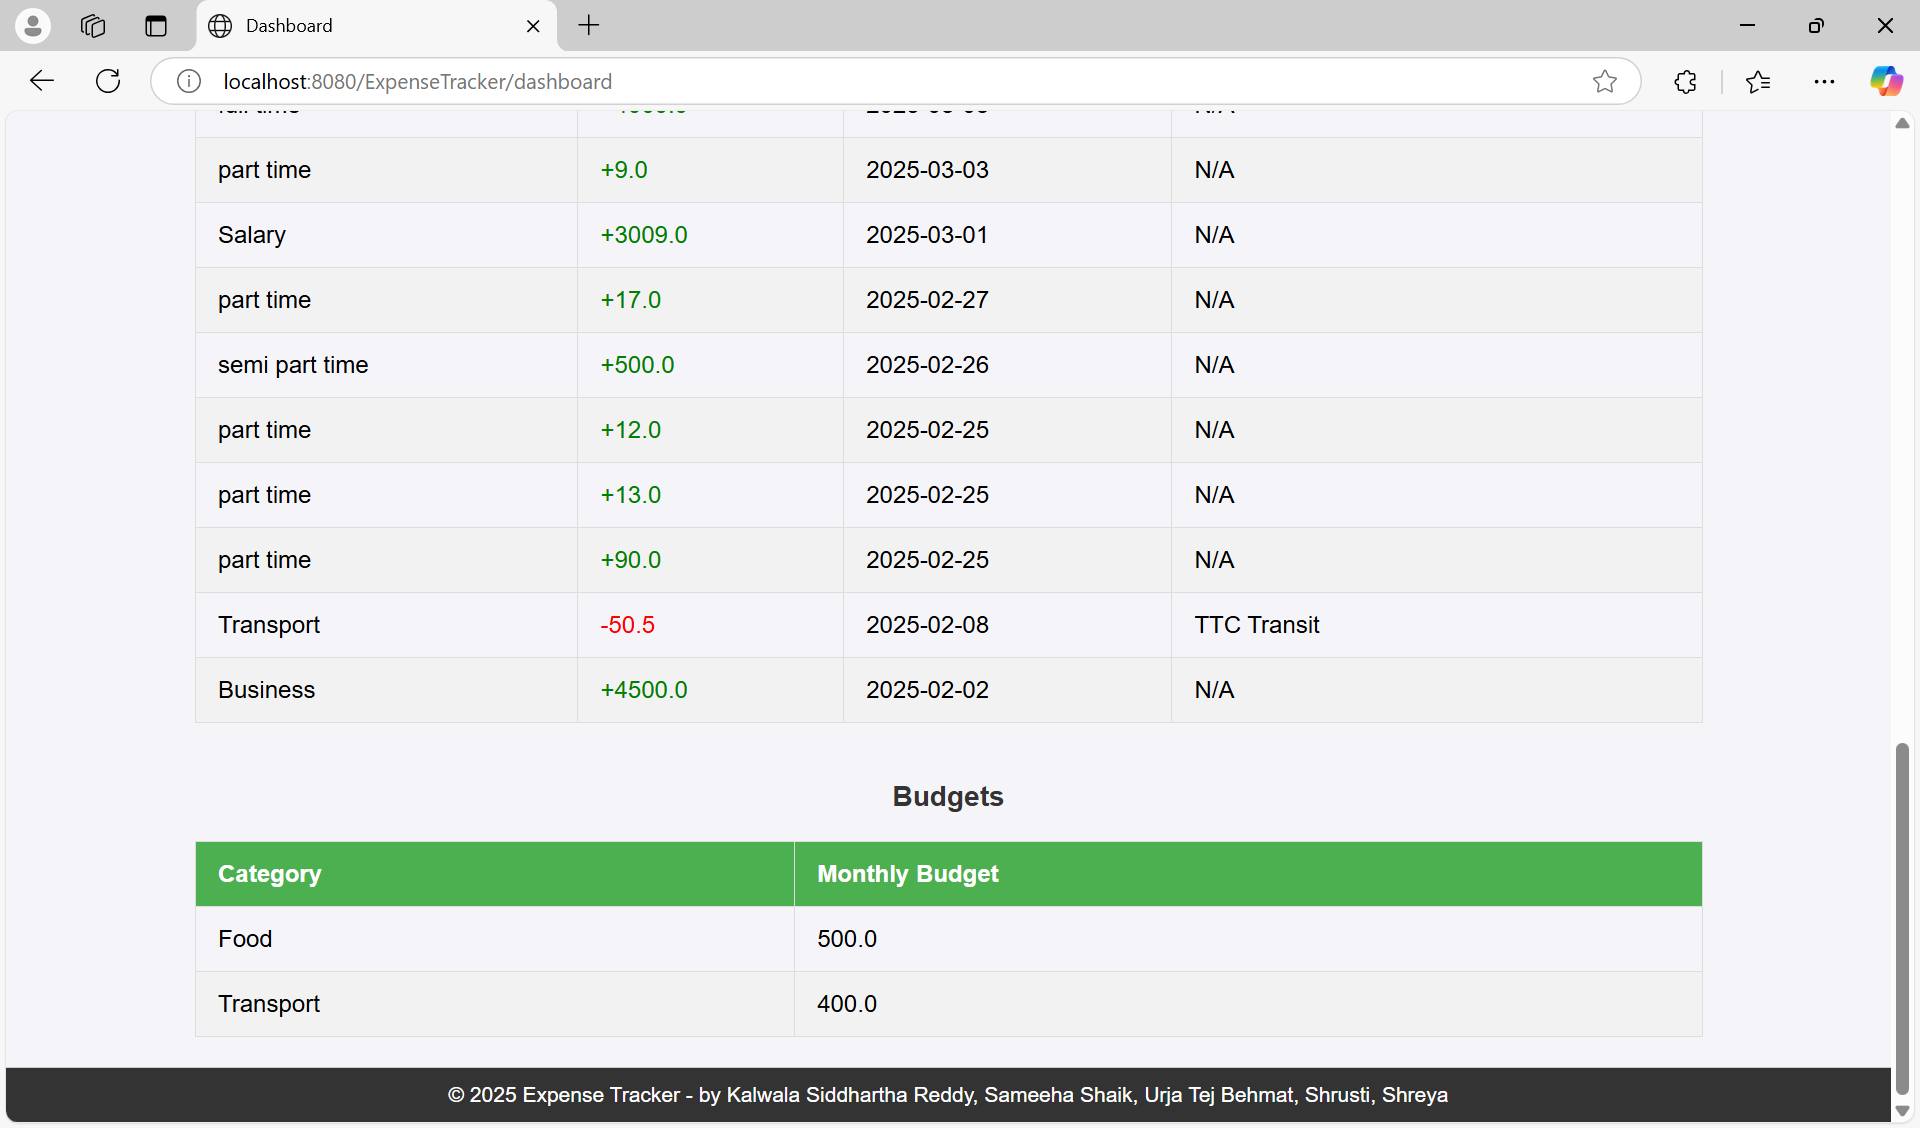 Dashboard
localhost:8080/ExpenseTracker/dashboard
part time +9.0 2025-03-03 N/A
Salary +3009.0 2025-03-01 N/A
part time +17.0 2025-02-27 N/A
semi part time +500.0 2025-02-26 N/A
part time +12.0 2025-02-25 N/A
part time +13.0 2025-02-25 N/A
part time +90.0 2025-02-25 N/A
Transport -50.5 2025-02-08 TTC Transit
Business +4500.0 2025-02-02 N/A
Budgets
Category Monthly Budget
Food 500.0
Transport 400.0
© 2025 Expense Tracker - by Kalwala Siddhartha Reddy, Sameeha Shaik, Urja Tej Behmat, Shrusti, Shreya